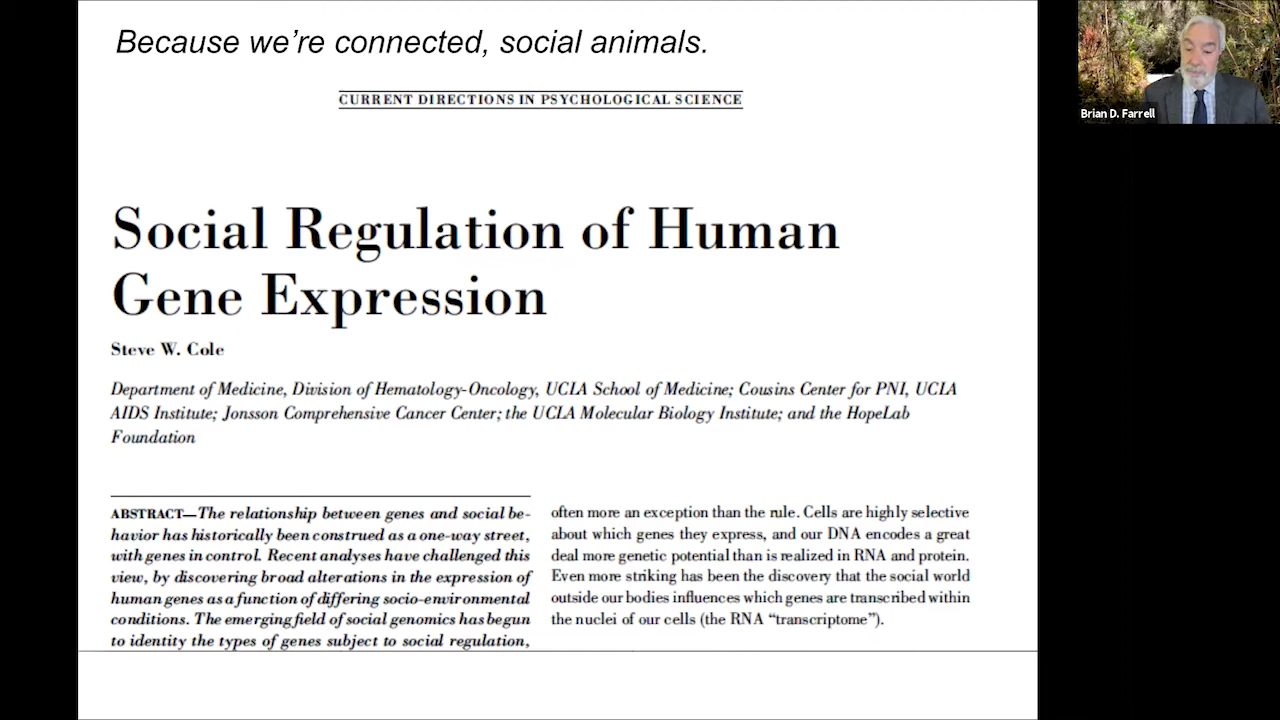 Because we're connected, social animals.
CURRENT DIRECTIONS IN PSYCHOLOGICAL SCIENCE
Brian D. Farrell
Social Regulation of Human
Gene Expression
Steve W. Cole
Department of Medicine, Division of Hematology-Oncology, UCLA School of Medicine; Cousins Center for PNI, UCLA
AIDS Institute; Jonsson Comprehensive Cancer Center; the UCLA Molecular Biology Institute; and the HopeLab
Foundation
ABSTRACT—The relationship between genes and social be-
havior has historically been construed as a one-way street,
with genes in control. Recent analyses have challenged this
view, by discovering broad alterations in the expression of
human genes as a function of differing socio-environmental
conditions. The emerging field of social genomics has begun
to identity the types of genes subject to social regulation,
often more an exception than the rule. Cells are highly selective
about which genes they express, and our DNA encodes a great
deal more genetic potential than is realized in RNA and protein.
Even more striking has been the discovery that the social world
outside our bodies influences which genes are transcribed within
the nuclei of our cells (the RNA “transcriptome”).